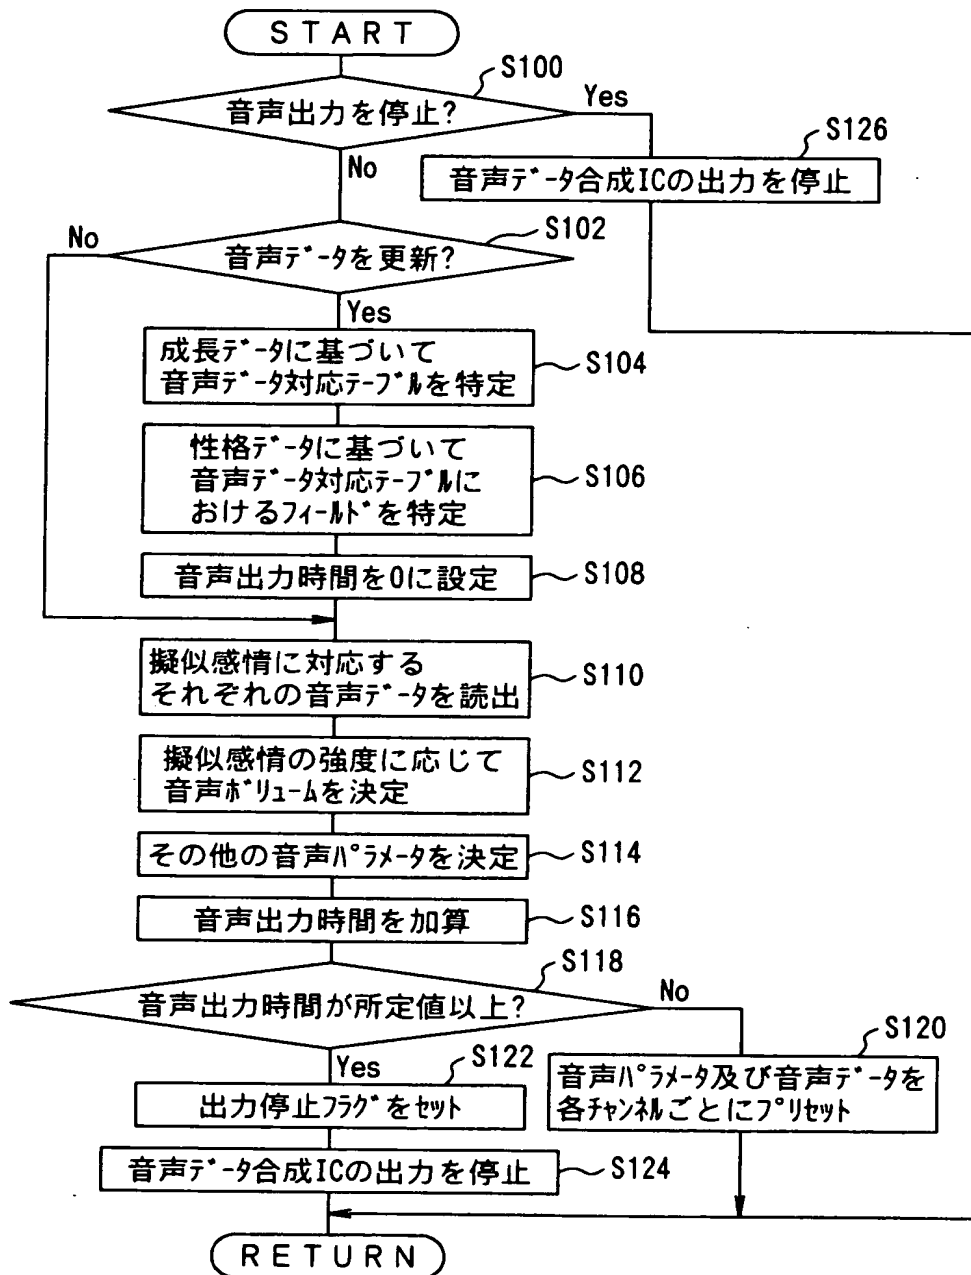 START
S100
音声出力を停止?
Yes
S126
音声データ合成ICの出力を停止
No
S102
No
音声データを更新?
Yes
成長データに基づいて
音声データ対応テーブルを特定
S104
性格データに基づいて
音声データ対応テーブルに
おけるフィールドを特定
S106
音声出力時間を0に設定
S108
擬似感情に対応する
それぞれの音声データを読出
S110
擬似感情の強度に応じて
音声ボリュームを決定
S112
その他の音声パラメータを決定
S114
音声出力時間を加算
S116
S118
音声出力時間が所定値以上?
No
S120
Yes
S122
音声パラメータ及び音声データを
各チャンネルごとにプリセット
出力停止フラグをセット
音声データ合成ICの出力を停止
S124
RETURN